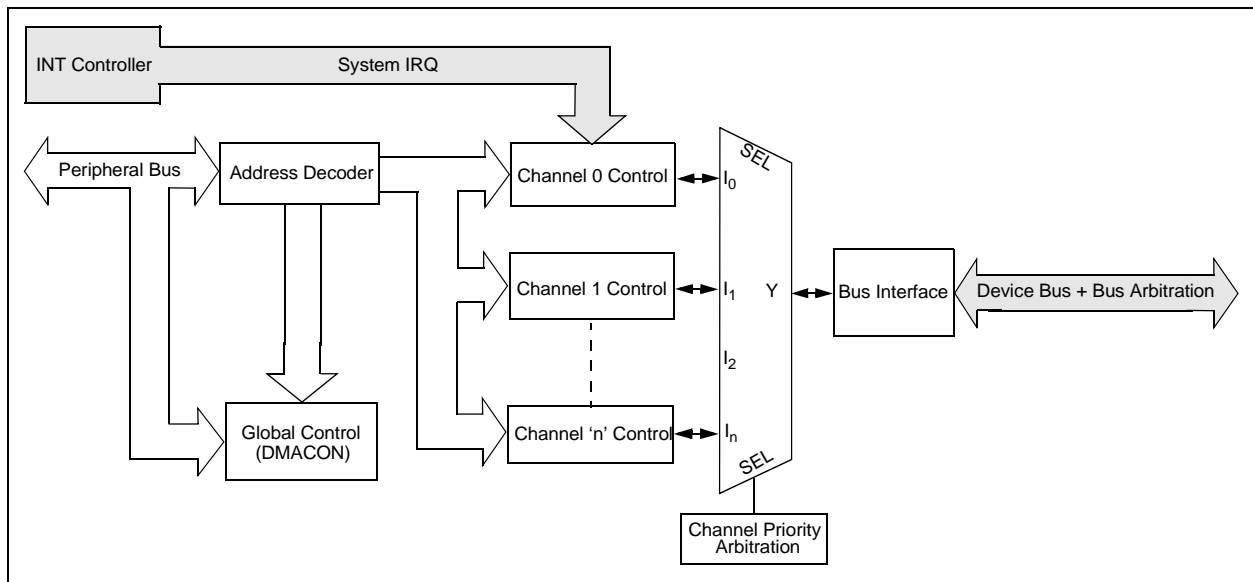 INT Controller
System IRQ
Peripheral Bus
Address Decoder
Channel 0 Control
SEL
I0
Channel 1 Control
I1
Y
Bus Interface
Device Bus + Bus Arbitration
I2
Global Control
(DMACON)
Channel ‘n’ Control
In
SEL
Channel Priority
Arbitration